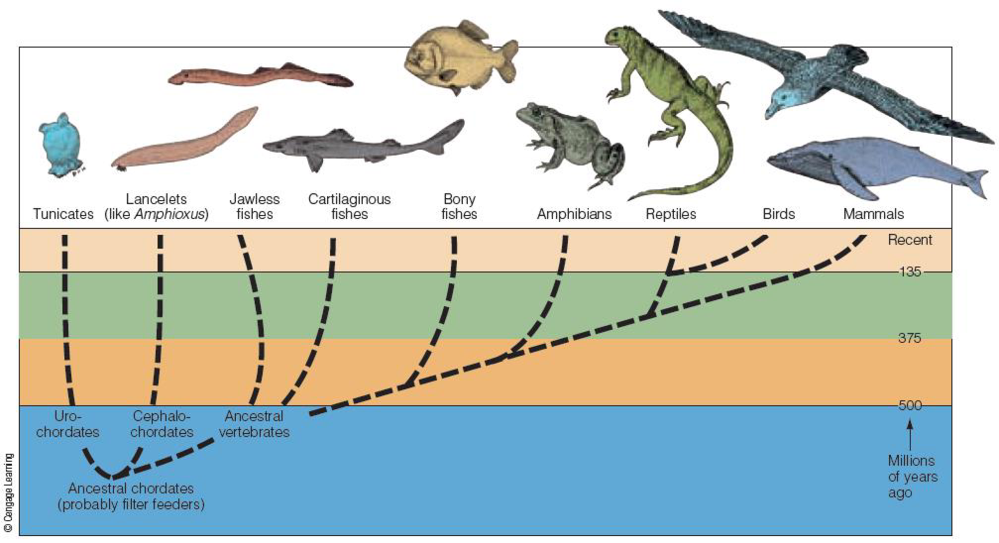 Tunicates
Lancelets
(like Amphioxus)
Jawless
fishes
Cartilaginous
fishes
Bony
fishes
Amphibians
Reptiles
Birds
Mammals
Recent
135
375
500
Uro-
chordates
Cephalo-
chordates
Ancestral
vertebrates
Ancestral chordates
(probably filter feeders)
Millions
of years
ago
© Cengage Learning